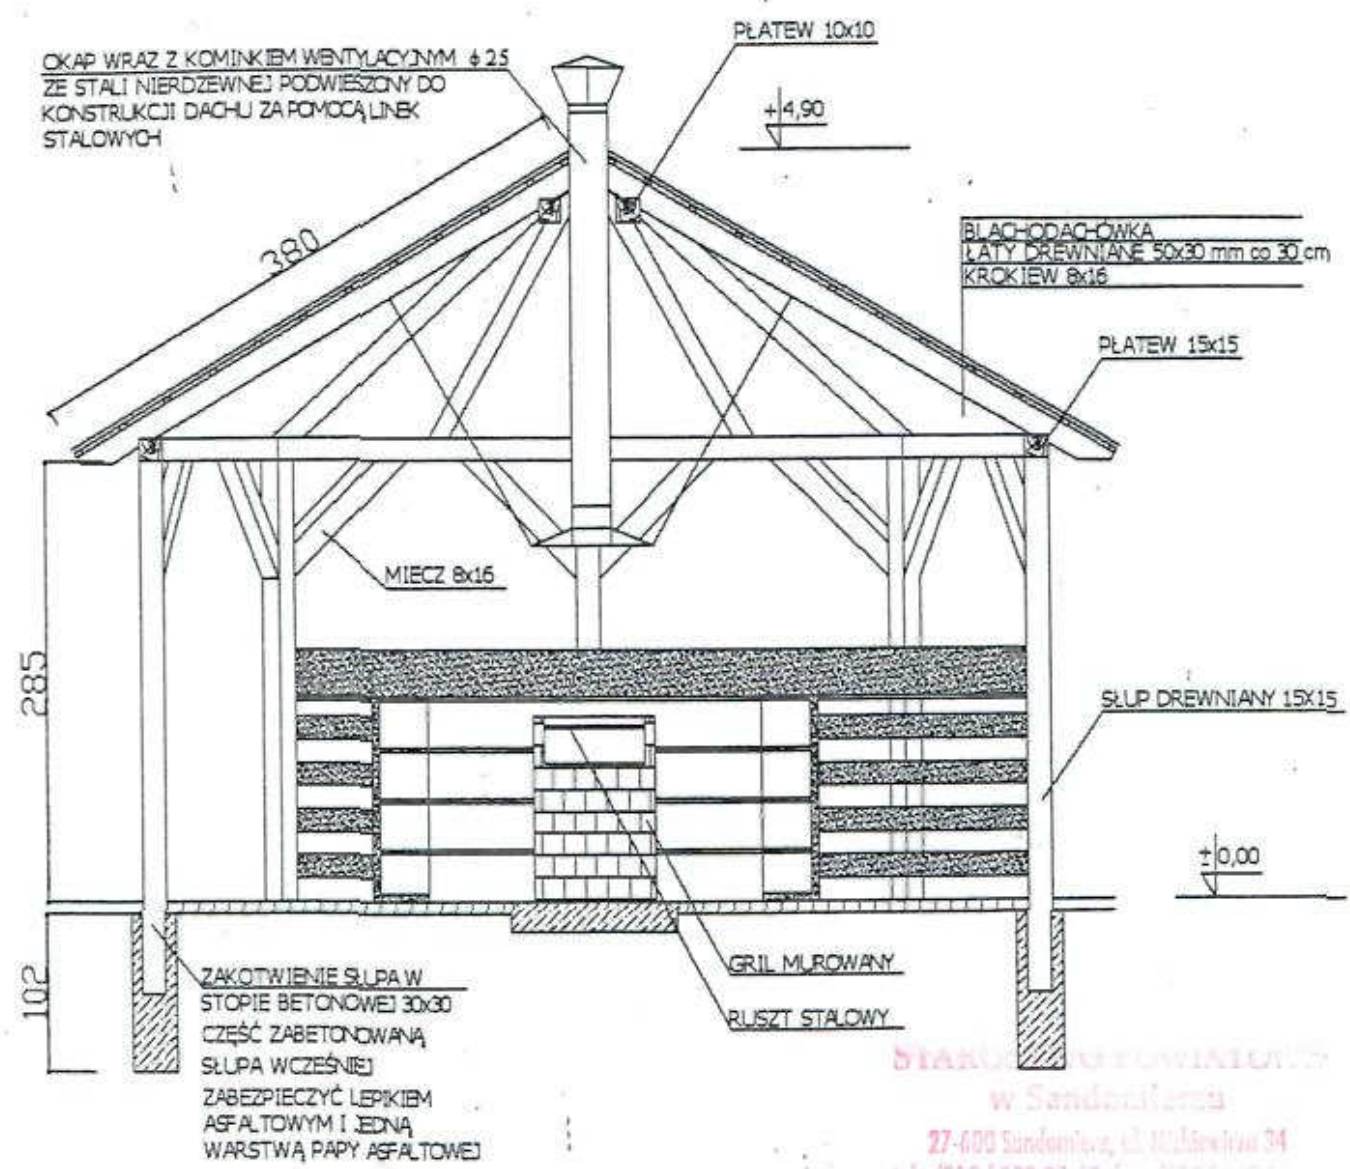 PŁATEW 10x10
OKAP WRAZ Z KOMINKIEM WENTYLACYJNYM ϕ 25
ZE STALI NIERDZEWNEJ PODWIESZONY DO
KONSTRUKCJI DACHU ZA POMOCĄ LINEK
STALOWYCH
+4,90
380
BLACHODACHÓWKA
ŁATY DREWNIANE 50x30 mm co 30 cm
KROKIEW 8x16
PŁATEW 15x15
MIECZ 8x16
285
SŁUP DREWNIANY 15X15
±0,00
102
ZAKOTWIENIE SŁUPA W
STOPIE BETONOWEJ 30x30
CZĘŚĆ ZABETONOWANĄ
SŁUPA WCZEŚNIEJ
ZABEZPIECZYĆ LEPIKIEM
ASFALTOWYM I JEDNĄ
WARSTWĄ PAPY ASFALTOWEJ
GRIL MUROWANY
RUSZT STALOWY
w Sandomierzu
27-600 Sandomierz, 34